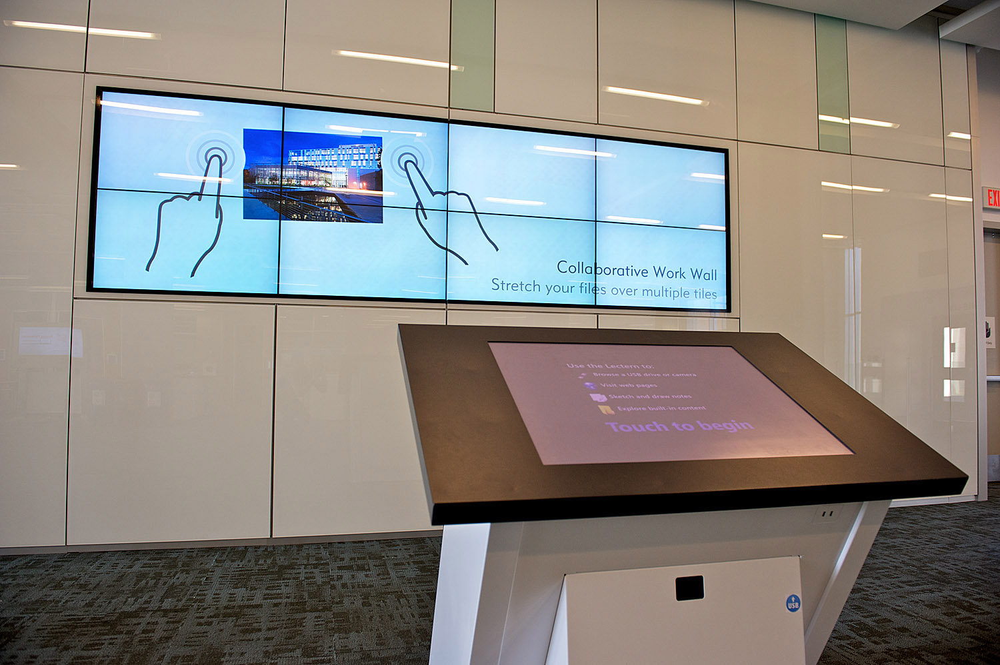 Collaborative Work Wall
Stretch your files over multiple tiles
EXI
Use the Lectern to:
Browse a USB drive or camera
Visit web pages
Sketch and draw notes
Explore built-in content
Touch to begin
USB